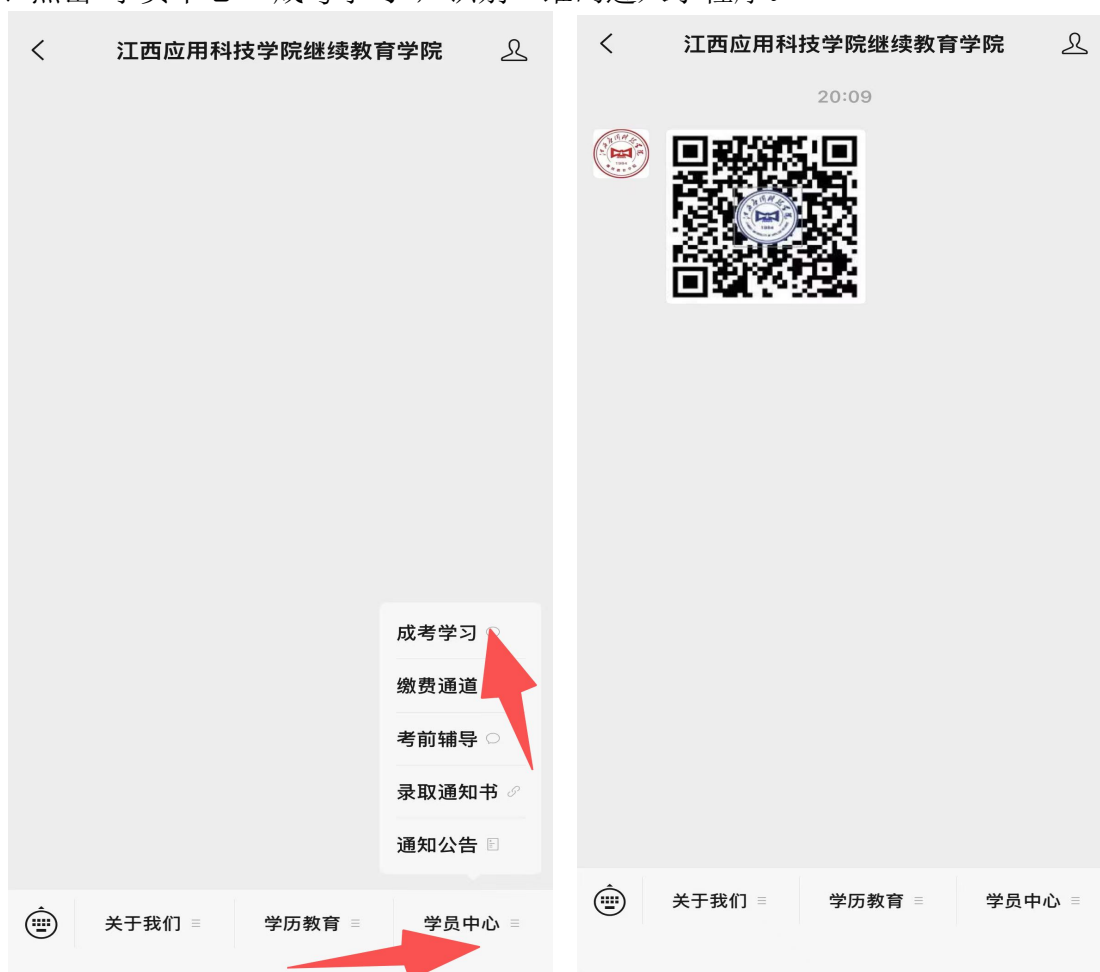 江西应用科技学院继续教育学院
成考学习
缴费通道
考前辅导
录取通知书
通知公告
关于我们
学历教育
学员中心
江西应用科技学院继续教育学院
20:09
关于我们
学历教育
学员中心